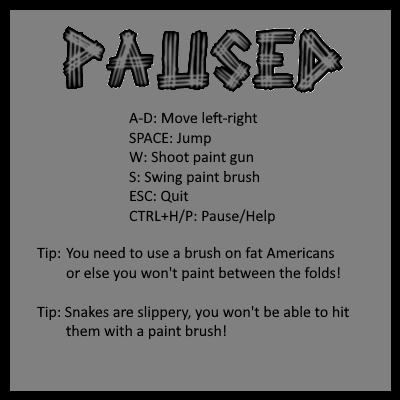 PAUSED
A-D: Move left-right
SPACE: Jump
W: Shoot paint gun
S: Swing paint brush
ESC: Quit
CTRL+H/P: Pause/Help
Tip: You need to use a brush on fat Americans
or else you won't paint between the folds!
Tip: Snakes are slippery, you won't be able to hit
them with a paint brush!